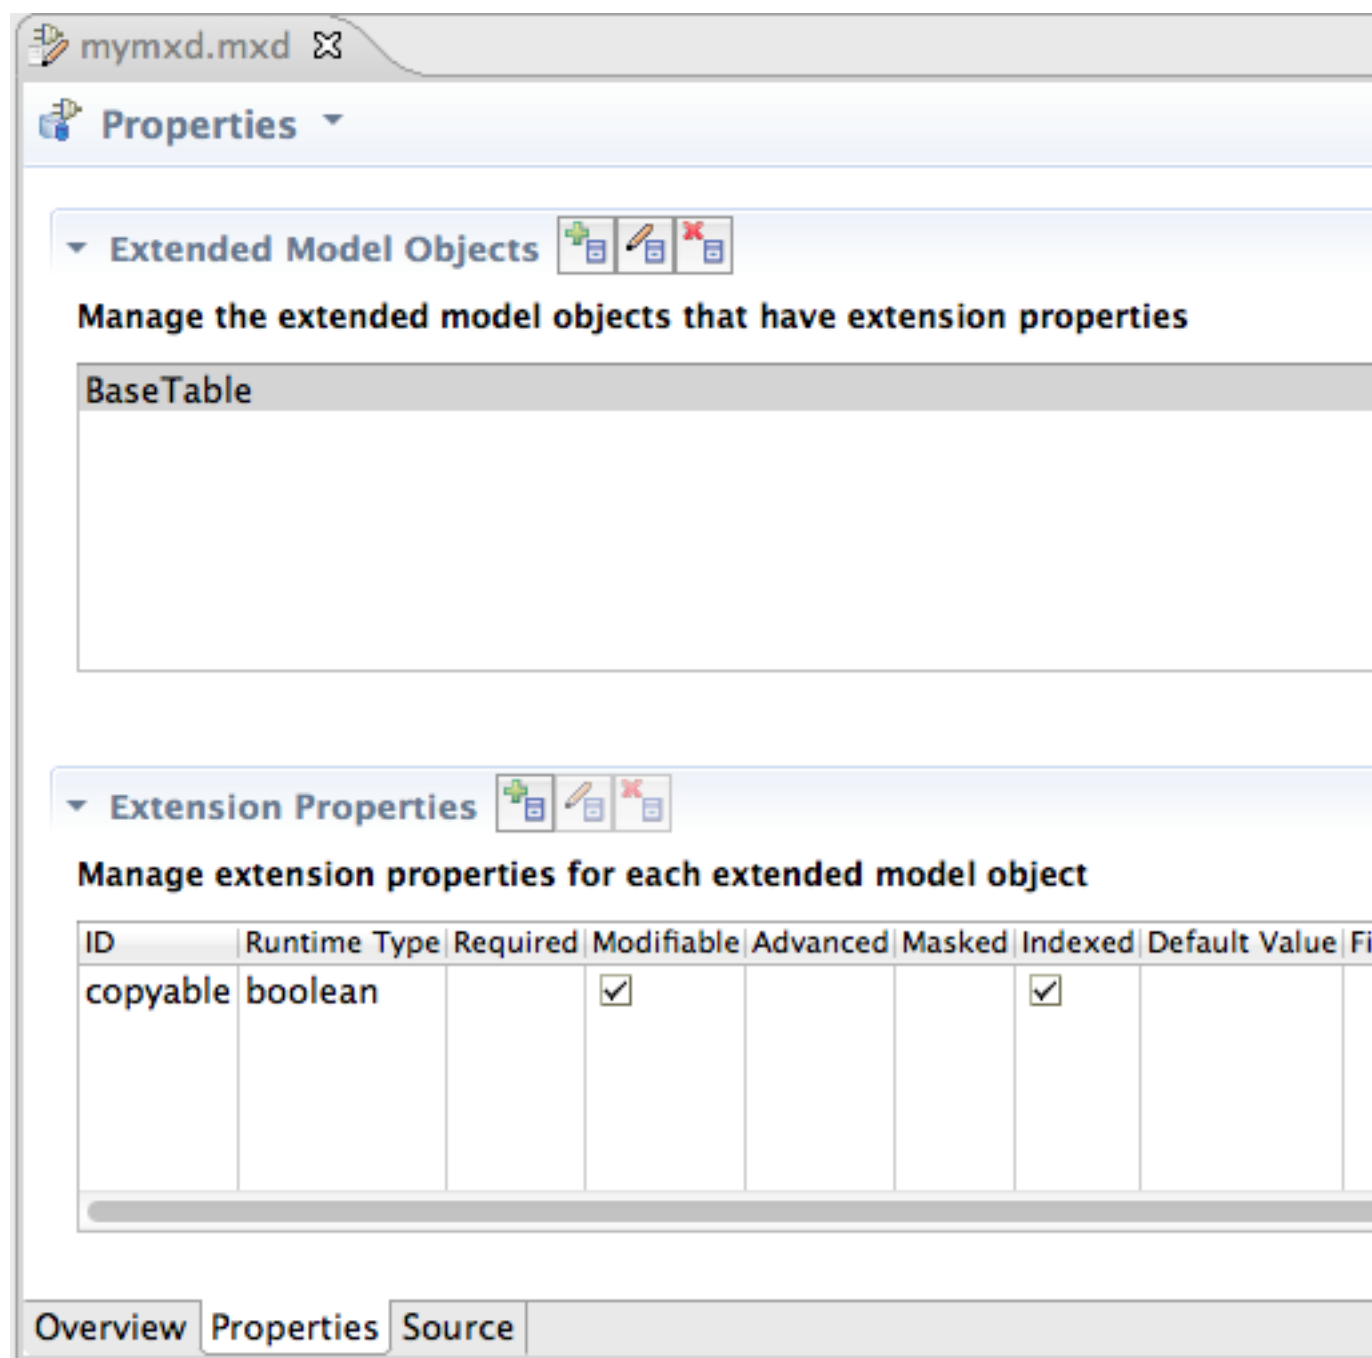 mymxd.mxd
Properties
Extended Model Objects
Manage the extended model objects that have extension properties
BaseTable
Extension Properties
Manage extension properties for each extended model object
ID Runtime Type Required Modifiable Advanced Masked Indexed Default Value Fi
copyable boolean
Overview Properties Source